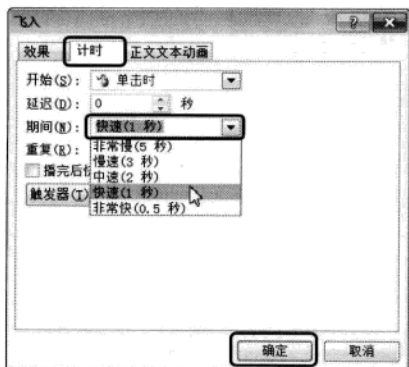 飞入
效果 计时 正文文本动画
开始(S): 单击时
延迟(D): 0 秒
期间(N): 快速(1 秒)
重复(R): 非常慢(5 秒)
慢速(3 秒)
播完后快
中速(2 秒)
触发器(T) 快速(1 秒)
非常快(0.5 秒)
确定 取消